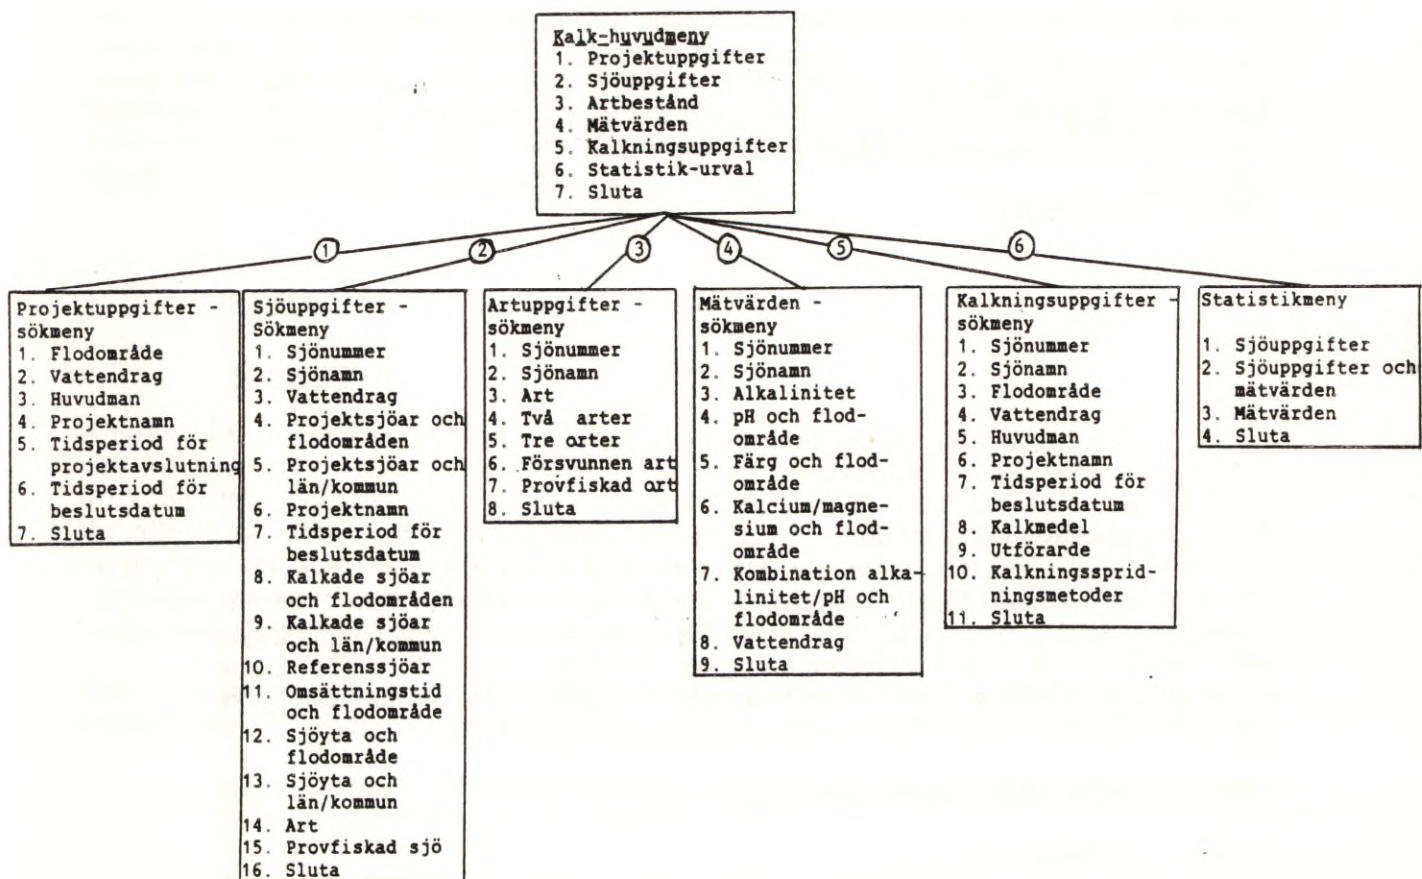 Kalk-huvudmeny
1. Projektuppgifter
2. Sjöuppgifter
3. Artbestånd
4. Mätvärden
5. Kalkningsuppgifter
6. Statistik-urval
7. Sluta
1
2
3
4
5
6
Projektuppgifter -
sökmeny
1. Flodområde
2. Vattendrag
3. Huvudman
4. Projektnamn
5. Tidsperiod för
projektavslutning
6. Tidsperiod för
beslutsdatum
7. Sluta
Sjöuppgifter -
Sökmeny
1. Sjönummer
2. Sjönamn
3. Vattendrag
4. Projektsjöar och
flodområden
5. Projektsjöar och
län/kommun
6. Projektnamn
7. Tidsperiod för
beslutsdatum
8. Kalkade sjöar
och flodområden
9. Kalkade sjöar
och län/kommun
10. Referenssjöar
11. Omsättningstid
och flodområde
12. Sjöyta och
flodområde
13. Sjöyta och
län/kommun
14. Art
15. Provfiskad sjö
16. Sluta
Artuppgifter -
sökmeny
1. Sjönummer
2. Sjönamn
3. Art
4. Två arter
5. Tre arter
6. Försvunnen art
7. Provfiskad art
8. Sluta
Mätvärden -
sökmeny
1. Sjönummer
2. Sjönamn
3. Alkalinitet
4. pH och flod-
område
5. Färg och flod-
område
6. Kalcium/magne-
sium och flod-
område
7. Kombination alka-
linitet/pH och
flodområde
8. Vattendrag
9. Sluta
Kalkningsuppgifter -
sökmeny
1. Sjönummer
2. Sjönamn
3. Flodområde
4. Vattendrag
5. Huvudman
6. Projektnamn
7. Tidsperiod för
beslutsdatum
8. Kalkmedel
9. Utförarde
10. Kalkningssprid-
ningsmetoder
11. Sluta
Statistikmeny
1. Sjöuppgifter
2. Sjöuppgifter och
mätvärden
3. Mätvärden
4. Sluta